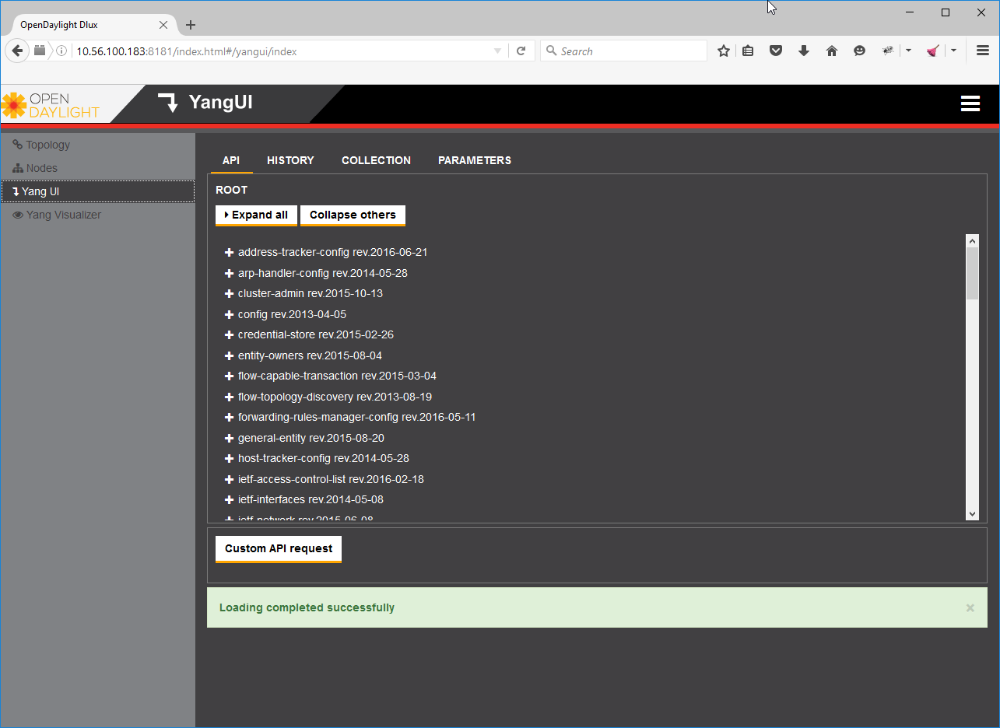 OpenDaylight Dlux
10.56.100.183:8181/index.html#/yangui/index
Search
OPEN
DAYLIGHT
YangUI
Topology
Nodes
Yang UI
Yang Visualizer
API HISTORY COLLECTION PARAMETERS
ROOT
Expand all Collapse others
address-tracker-config rev.2016-06-21
arp-handler-config rev.2014-05-28
cluster-admin rev.2015-10-13
config rev.2013-04-05
credential-store rev.2015-02-26
entity-owners rev.2015-08-04
flow-capable-transaction rev.2015-03-04
flow-topology-discovery rev.2013-08-19
forwarding-rules-manager-config rev.2016-05-11
general-entity rev.2015-08-20
host-tracker-config rev.2014-05-28
ietf-access-control-list rev.2016-02-18
ietf-interfaces rev.2014-05-08
ietf-network rev.2015-06-08
Custom API request
Loading completed successfully